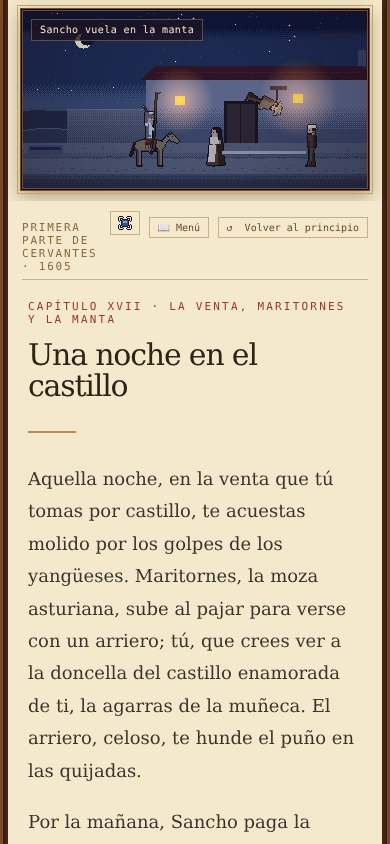 Sancho vuela en la manta
PRIMERA
PARTE DE
CERVANTES
· 1605
📖 Menú
↺ Volver al principio
CAPÍTULO XVII · LA VENTA, MARITORNES
Y LA MANTA
Una noche en el
castillo
Aquella noche, en la venta que tú
tomas por castillo, te acuestas
molido por los golpes de los
yangüeses. Maritornes, la moza
asturiana, sube al pajar para verse
con un arriero; tú, que crees ver a
la doncella del castillo enamorada
de ti, la agarras de la muñeca. El
arriero, celoso, te hunde el puño en
las quijadas.
Por la mañana, Sancho paga la